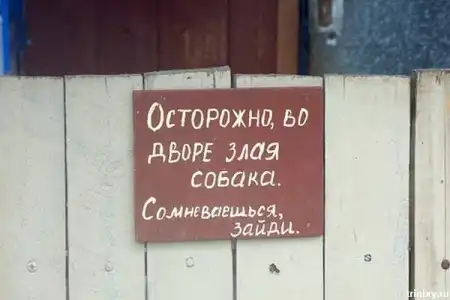 Осторожно, во
дворе злая
собака.
Сомневаешься,
зайди.
trinixy.ru